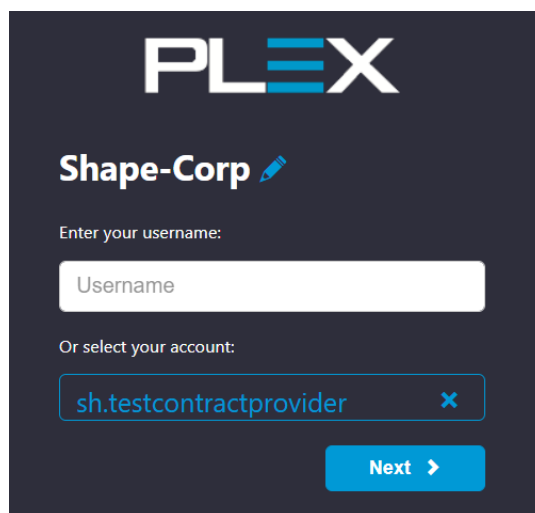 PLEX
Shape-Corp
Enter your username:
Username
Or select your account:
sh.testcontractprovider
Next